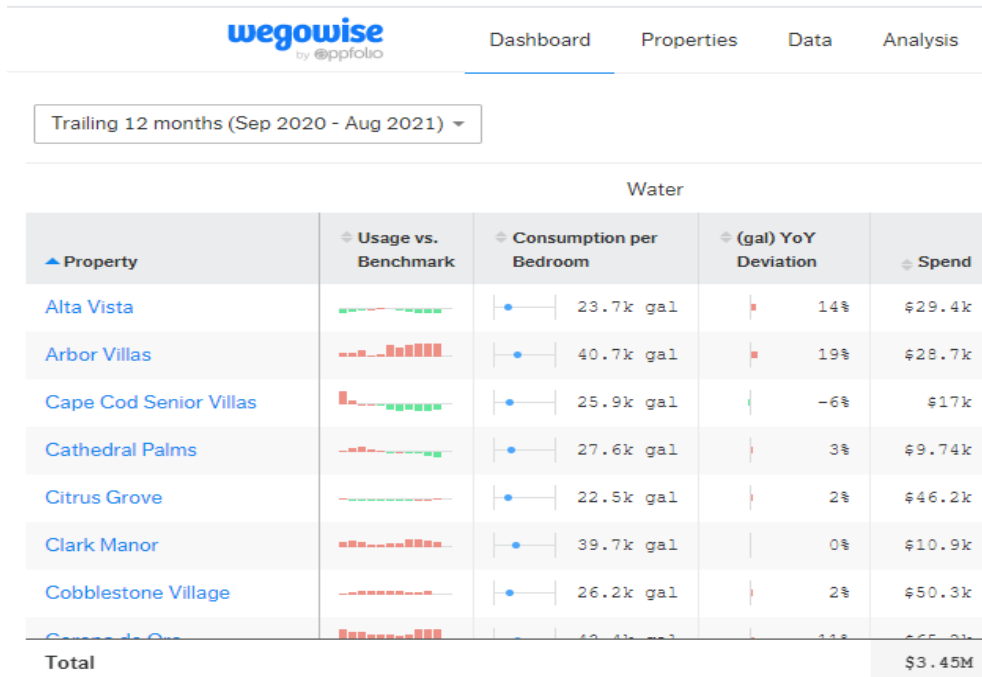 wegowise
by appfolio
Dashboard Properties Data Analysis
Trailing 12 months (Sep 2020 - Aug 2021)
Water
Property
Usage vs. Benchmark
Consumption per Bedroom
(gal) YoY Deviation
Spend
Alta Vista 23.7k gal 14% $29.4k
Arbor Villas 40.7k gal 19% $28.7k
Cape Cod Senior Villas 25.9k gal -6% $17k
Cathedral Palms 27.6k gal 3% $9.74k
Citrus Grove 22.5k gal 2% $46.2k
Clark Manor 39.7k gal 0% $10.9k
Cobblestone Village 26.2k gal 2% $50.3k
Total $3.45M